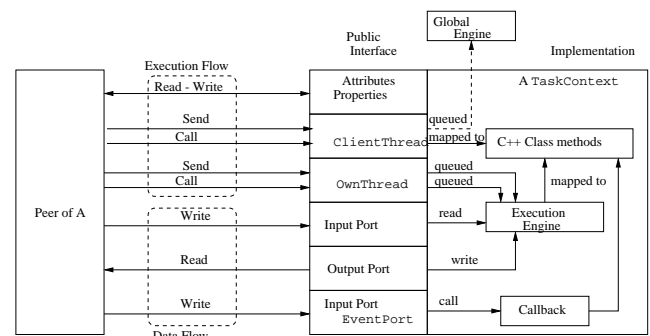 Global
Engine
Public
Interface
Implementation
Execution Flow
Attributes
Properties
A TaskContext
Read - Write
Send
queued
Call
ClientThread
mapped to
C++ Class methods
Send
queued
Call
OwnThread
queued
mapped to
Peer of A
Write
Input Port
read
Execution
Engine
Read
Output Port
write
Write
Input Port
EventPort
call
Callback
Data Flow